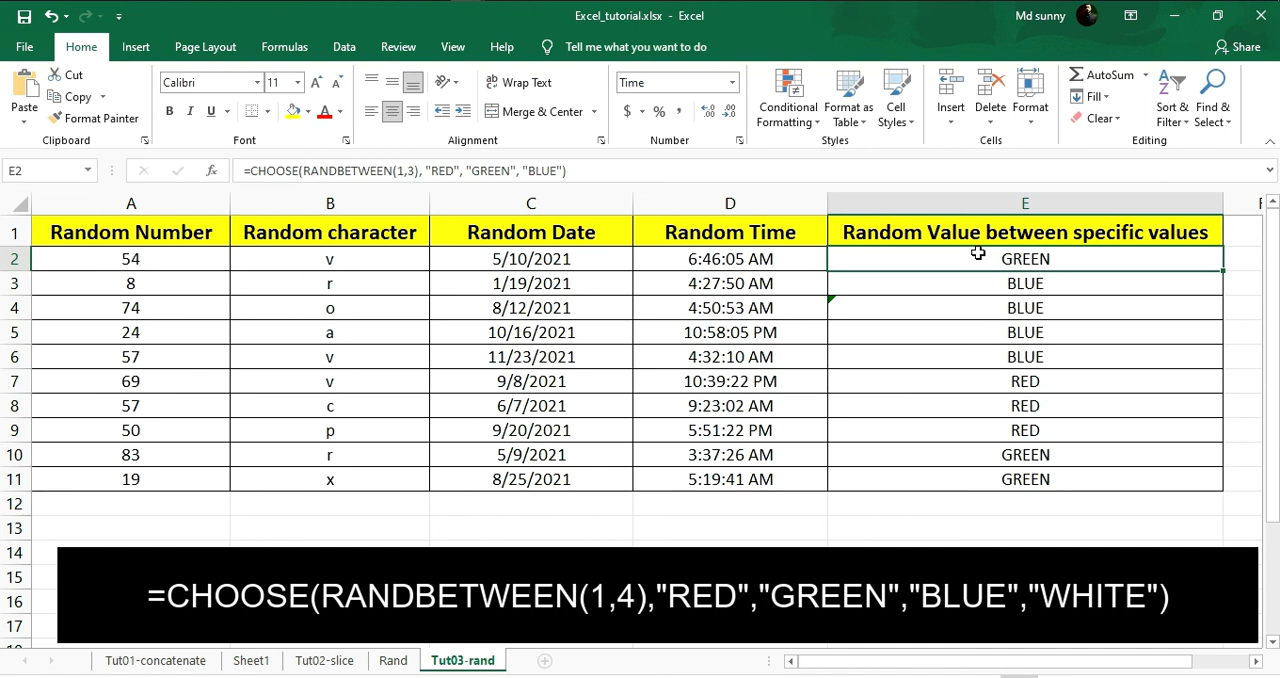 Excel_tutorial.xlsx - Excel
Md sunny
File Home Insert Page Layout Formulas Data Review View Help Tell me what you want to do Share
Paste
Cut
Copy
Format Painter
Clipboard
Calibri 11
B I U
Font
Wrap Text
Merge & Center
Alignment
Time
$ % ,
Number
Conditional Formatting
Format as Table
Cell Styles
Styles
Insert Delete Format
Cells
AutoSum
Fill
Clear
Sort & Filter
Find & Select
Editing
E2 fx =CHOOSE(RANDBETWEEN(1,3), "RED", "GREEN", "BLUE")
A B C D E F
1 Random Number Random character Random Date Random Time Random Value between specific values
2 54 v 5/10/2021 6:46:05 AM GREEN
3 8 r 1/19/2021 4:27:50 AM BLUE
4 74 o 8/12/2021 4:50:53 AM BLUE
5 24 a 10/16/2021 10:58:05 PM BLUE
6 57 v 11/23/2021 4:32:10 AM BLUE
7 69 v 9/8/2021 10:39:22 PM RED
8 57 c 6/7/2021 9:23:02 AM RED
9 50 p 9/20/2021 5:51:22 PM RED
10 83 r 5/9/2021 3:37:26 AM GREEN
11 19 x 8/25/2021 5:19:41 AM GREEN
12
13
14
15
16
17
=CHOOSE(RANDBETWEEN(1,4),"RED","GREEN","BLUE","WHITE")
Tut01-concatenate Sheet1 Tut02-slice Rand Tut03-rand